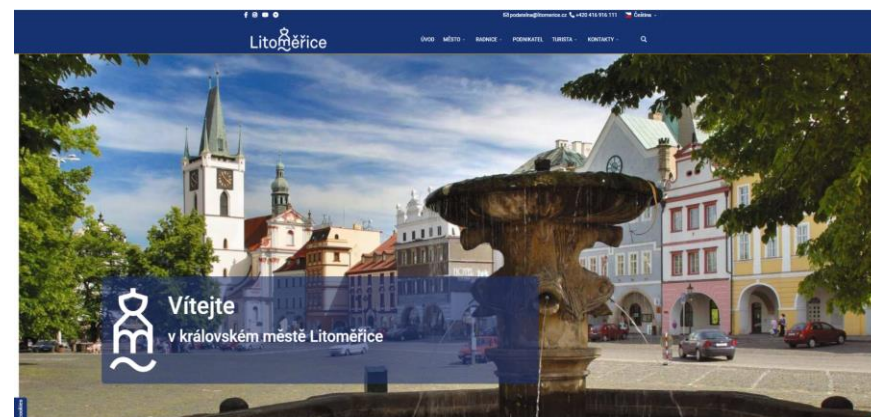 podatelna@litomerice.cz +420 416 916 111 Čeština
Litoměřice
ÚVOD MĚSTO RADNICE PODNIKATEL TURISTA KONTAKTY
HOTEL
Vítejte
v královském městě Litoměřice